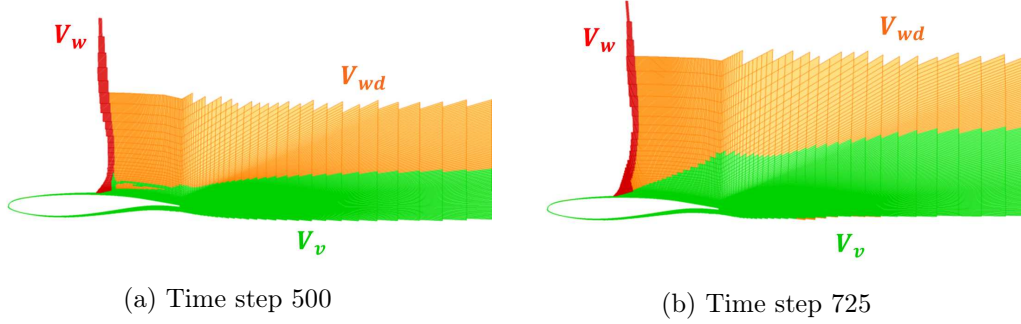 V_w
V_wd
V_v
(a) Time step 500
V_w
V_wd
V_v
(b) Time step 725